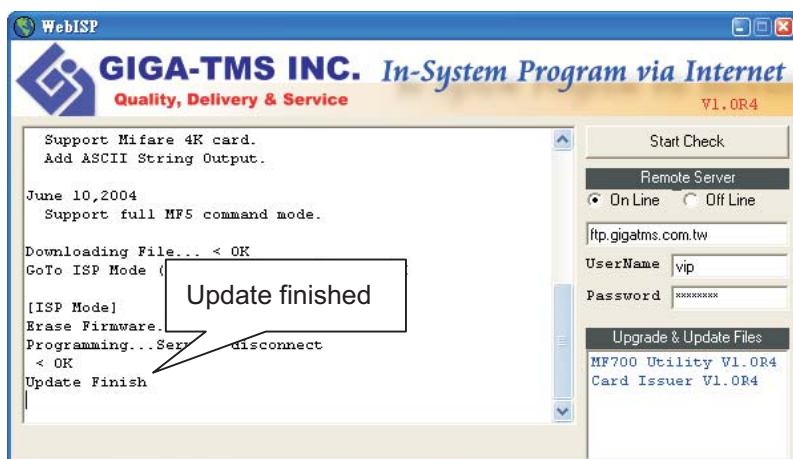 WebISP
GIGA-TMS INC.
Quality, Delivery & Service
In-System Program via Internet
V1.0R4
Support Mifare 4K card.
Add ASCII String Output.
June 10,2004
Support full MF5 command mode.
Downloading File... < OK
GoTo ISP Mode (
[ISP Mode]
Erase Firmware.
Programming...Ser disconnect
< OK
Update Finish
Update finished
Start Check
Remote Server
On Line
Off Line
ftp.gigatms.com.tw
UserName
vip
Password
xxxxxxxx
Upgrade & Update Files
MF700 Utility V1.0R4
Card Issuer V1.0R4